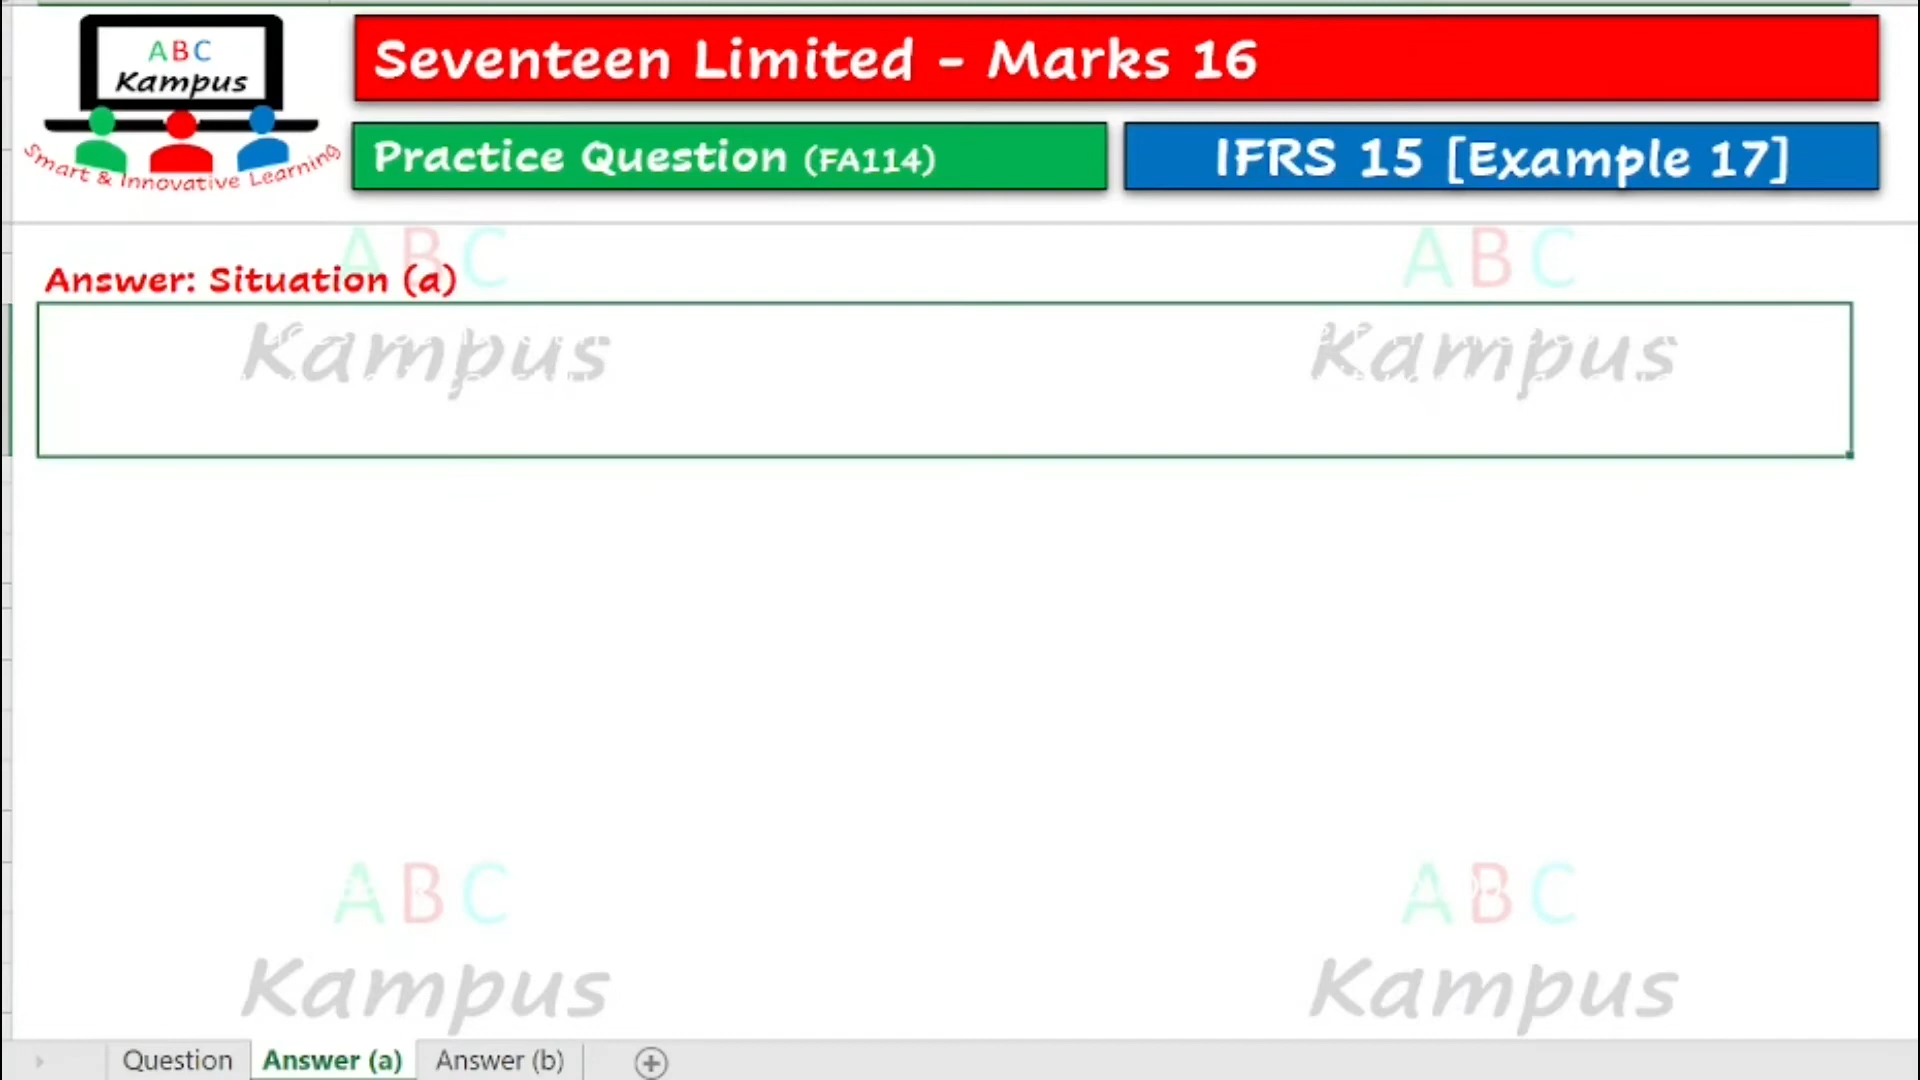 ABC
Kampus
Smart & Innovative Learning
Seventeen Limited - Marks 16
Practice Question (FA114)
IFRS 15 [Example 17]
ABC
ABC
Answer: Situation (a)
Kampus
Kampus
ABC
ABC
Kampus
Kampus
Question
Answer (a)
Answer (b)